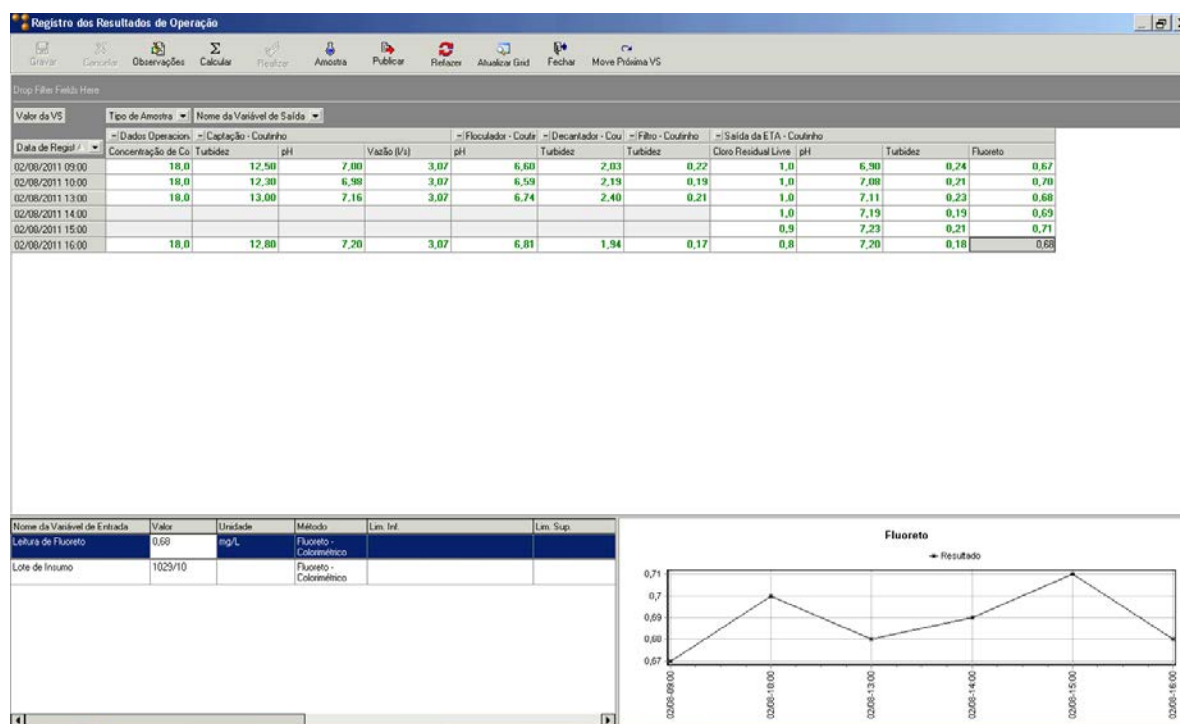 Registro dos Resultados de Operação
Gravar Cancelar Observações Calcular Realizar Amostra Publicar Refazer Atualizar Grid Fechar Move Próxima VS
Drop Filter Fields Here
Valor da VS Tipo de Amostra Nome da Variável de Saída
Dados Operacion. Captação - Coutinho Floculador - Coutir Decantador - Cou Filtro - Coutinho Saída da ETA - Coutinho
Data de Regist Concentração de Co Turbidez pH Vazão (l/s) pH Turbidez Turbidez Cloro Residual Livre pH Turbidez Fluoreto
02/08/2011 09:00 18,0 12,50 7,00 3,07 6,60 2,03 0,22 1,0 6,90 0,24 0,67
02/08/2011 10:00 18,0 12,30 6,98 3,07 6,59 2,19 0,19 1,0 7,08 0,21 0,70
02/08/2011 13:00 18,0 13,00 7,16 3,07 6,74 2,40 0,21 1,0 7,11 0,23 0,68
02/08/2011 14:00 1,0 7,19 0,19 0,69
02/08/2011 15:00 0,9 7,23 0,21 0,71
02/08/2011 16:00 18,0 12,80 7,20 3,07 6,81 1,94 0,17 0,8 7,20 0,18 0,68
Nome da Variável de Entrada Valor Unidade Método Lim. Inf. Lim. Sup.
Leitura de Fluoreto 0,68 mg/L Fluoreto -
Colorimétrico
Lote de Insumo 1029/10 Fluoreto -
Colorimétrico
Fluoreto
Resultado
0,71
0,7
0,69
0,68
0,67
02/08-09:00 02/08-10:00 02/08-13:00 02/08-14:00 02/08-15:00 02/08-16:00